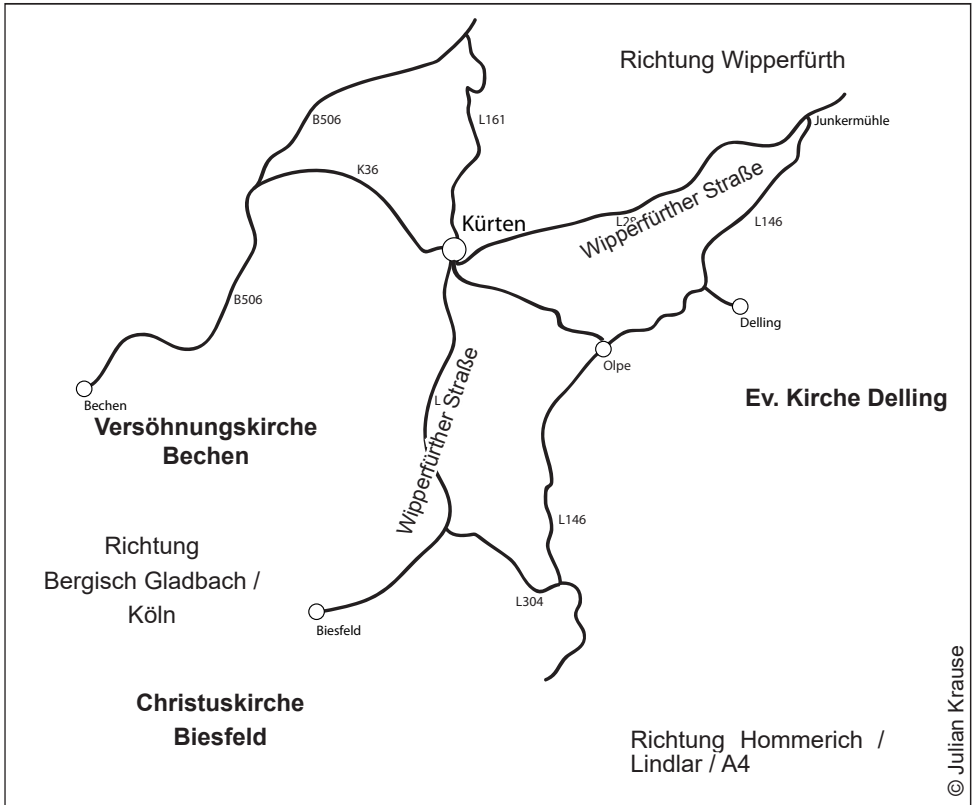 Richtung Wipperfürth
B506
L161
Junkermühle
K36
Wipperfürther Straße
L28
L146
Kürten
B506
Delling
Olpe
Bechen
Ev. Kirche Delling
Versöhnungskirche
Bechen
L
Wipperfürther Straße
L146
Richtung
Bergisch Gladbach /
Köln
L304
Biesfeld
Christuskirche
Biesfeld
Richtung Hommerich /
Lindlar / A4
© Julian Krause